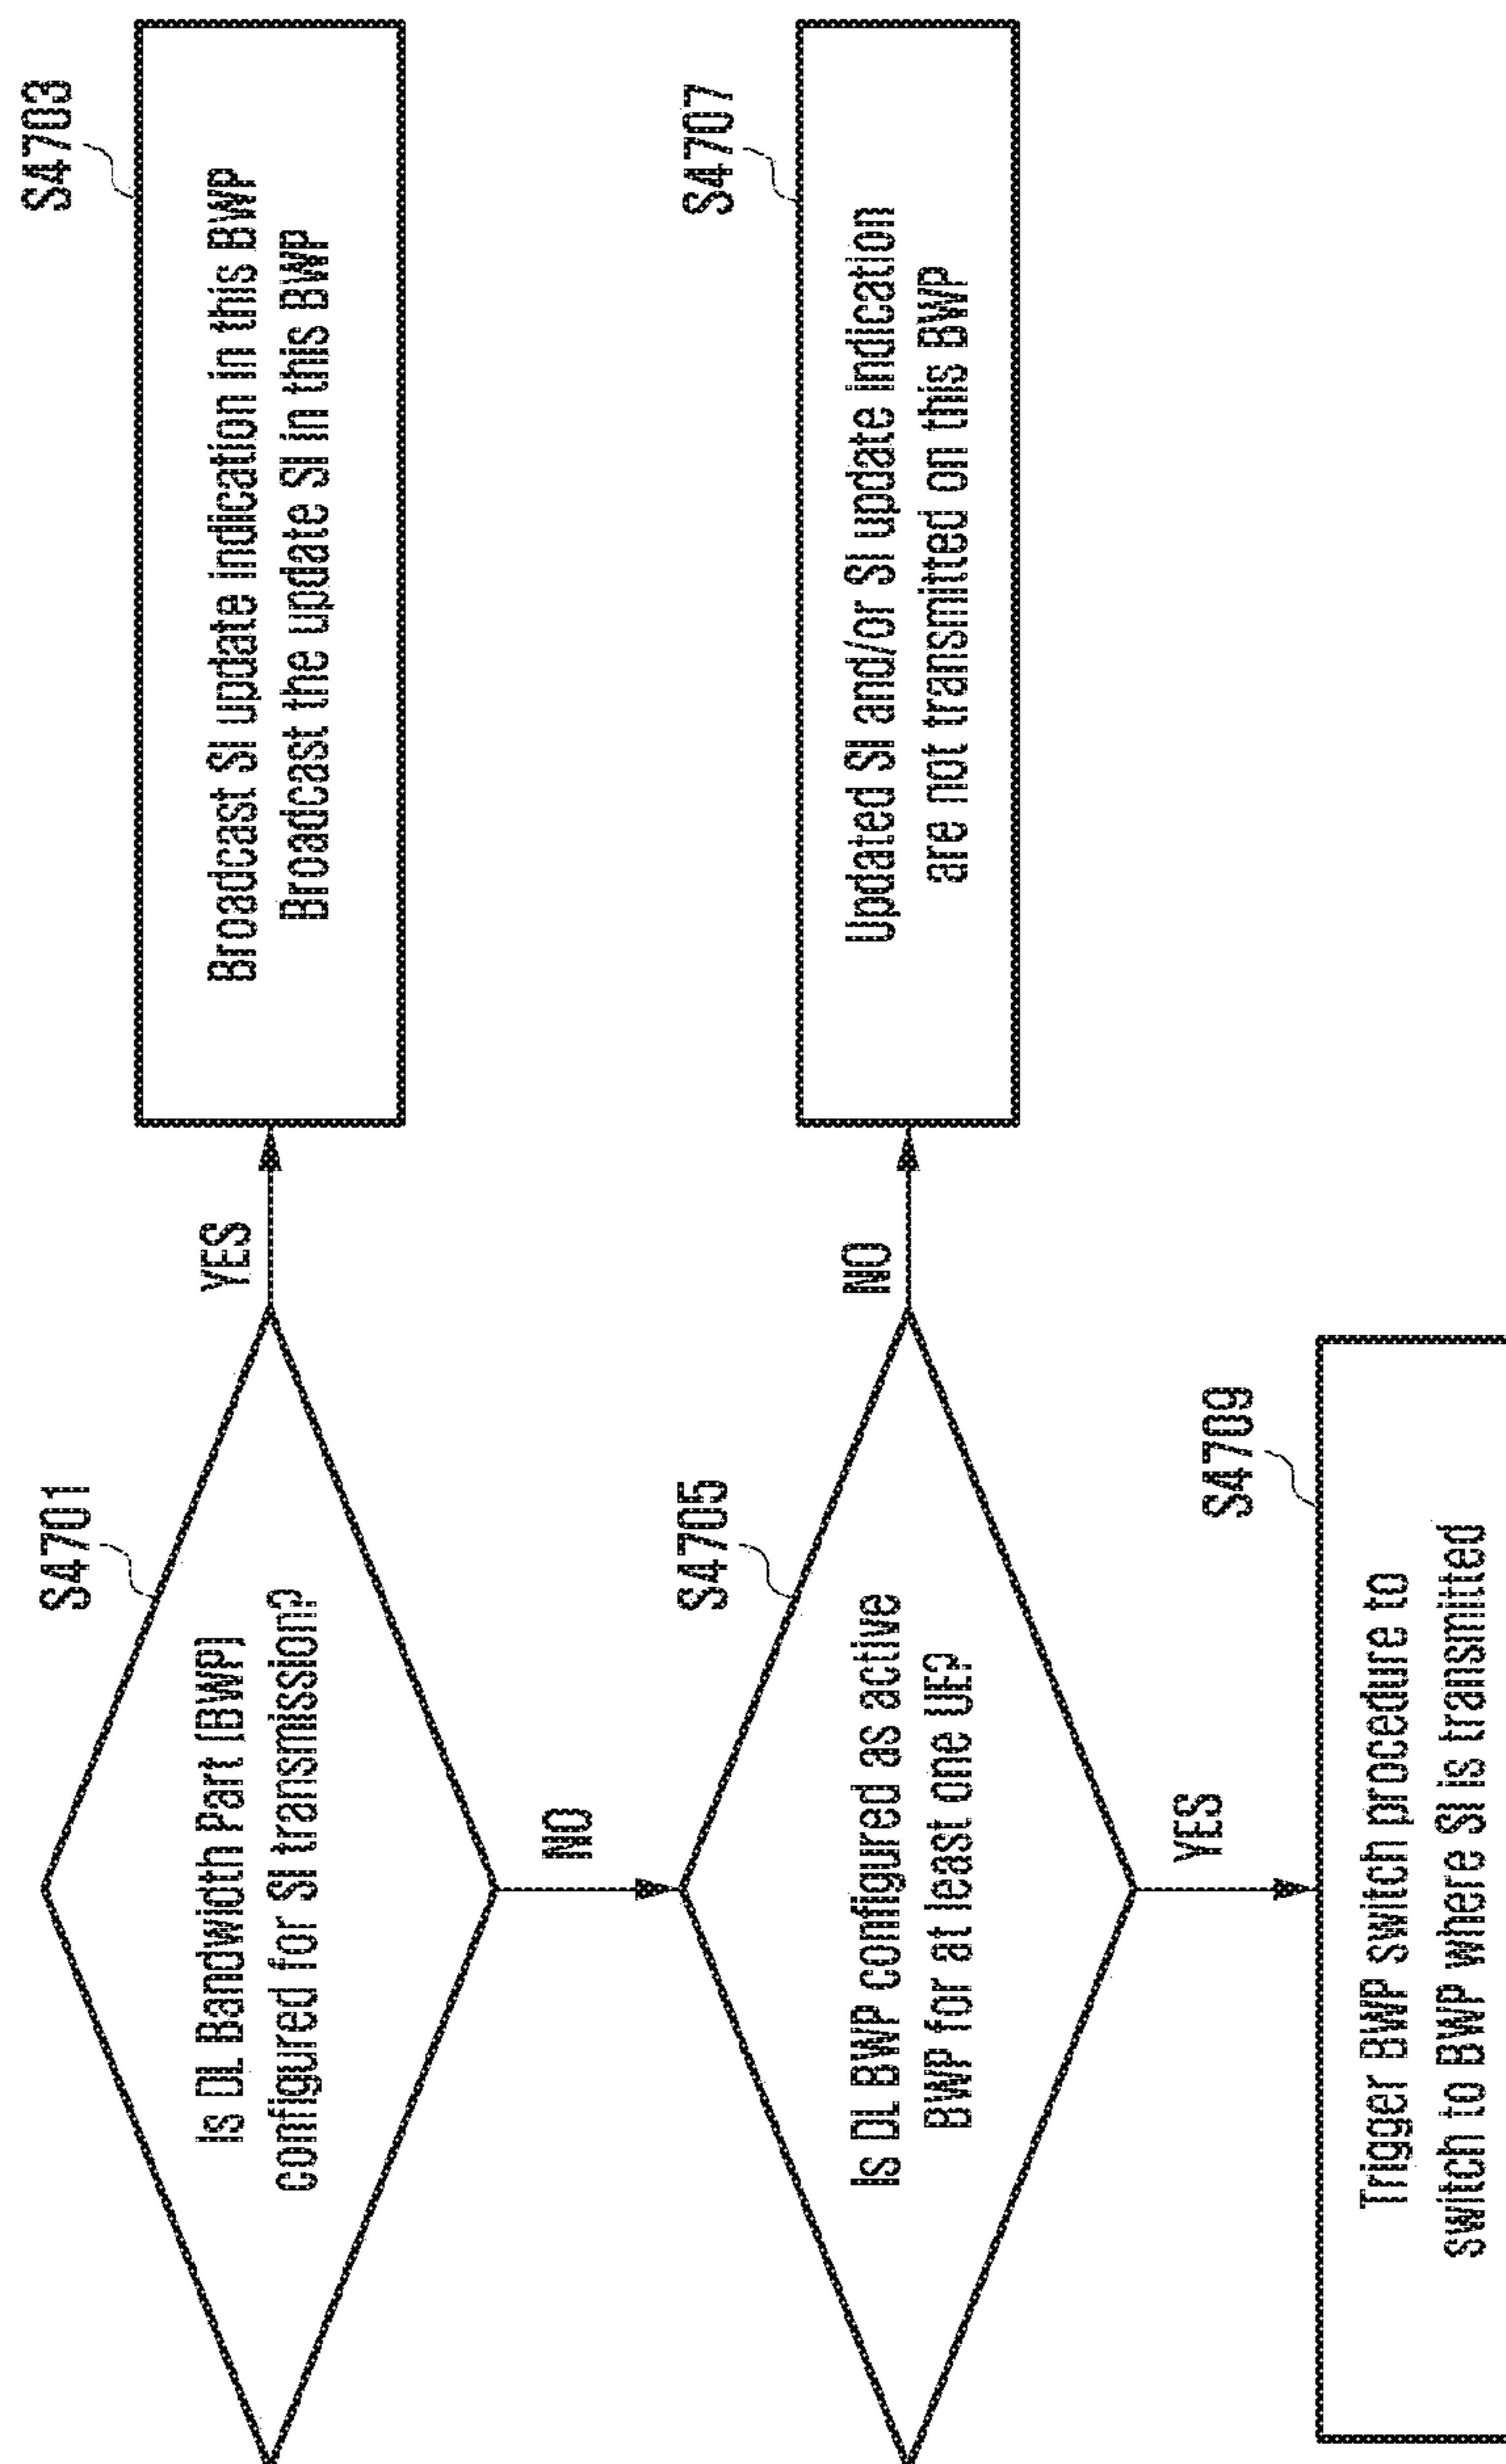 S4701
Is DL Bandwidth Part (BWP)
configured for SI transmission?
YES
S4703
Broadcast SI update indication in this BWP
Broadcast the update SI in this BWP
NO
S4705
Is DL BWP configured as active
BWP for at least one UE?
NO
S4707
Updated SI and/or SI update indication
are not transmitted on this BWP
YES
S4709
Trigger BWP switch procedure to
switch to BWP where SI is transmitted